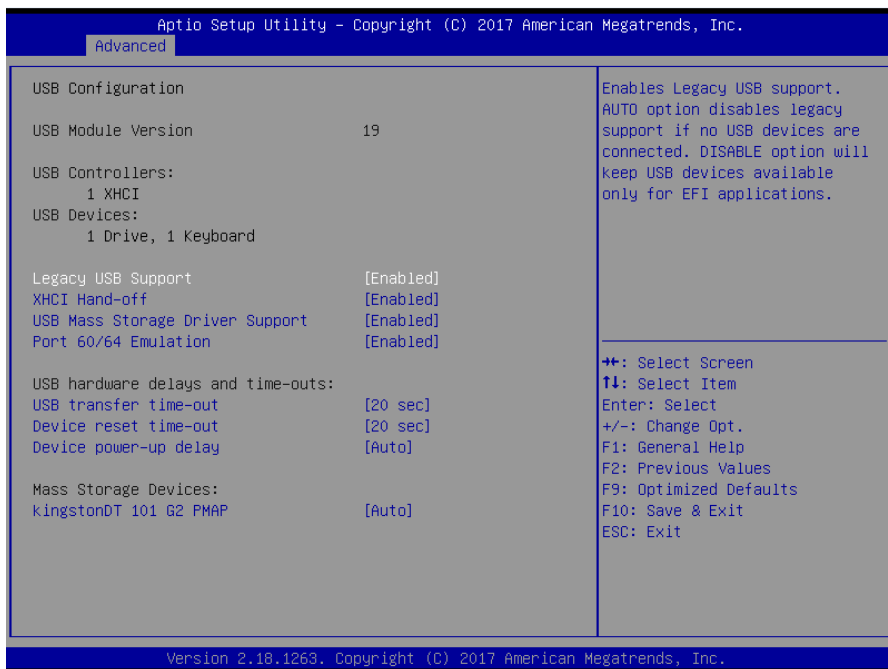 Aptio Setup Utility – Copyright (C) 2017 American Megatrends, Inc.
Advanced
USB Configuration
USB Module Version 19
USB Controllers:
1 XHCI
USB Devices:
1 Drive, 1 Keyboard
Legacy USB Support [Enabled]
XHCI Hand-off [Enabled]
USB Mass Storage Driver Support [Enabled]
Port 60/64 Emulation [Enabled]
USB hardware delays and time-outs:
USB transfer time-out [20 sec]
Device reset time-out [20 sec]
Device power-up delay [Auto]
Mass Storage Devices:
kingstonDT 101 G2 PMAP [Auto]
Enables Legacy USB support.
AUTO option disables legacy
support if no USB devices are
connected. DISABLE option will
keep USB devices available
only for EFI applications.
→←: Select Screen
↑↓: Select Item
Enter: Select
+/-: Change Opt.
F1: General Help
F2: Previous Values
F9: Optimized Defaults
F10: Save & Exit
ESC: Exit
Version 2.18.1263. Copyright (C) 2017 American Megatrends, Inc.